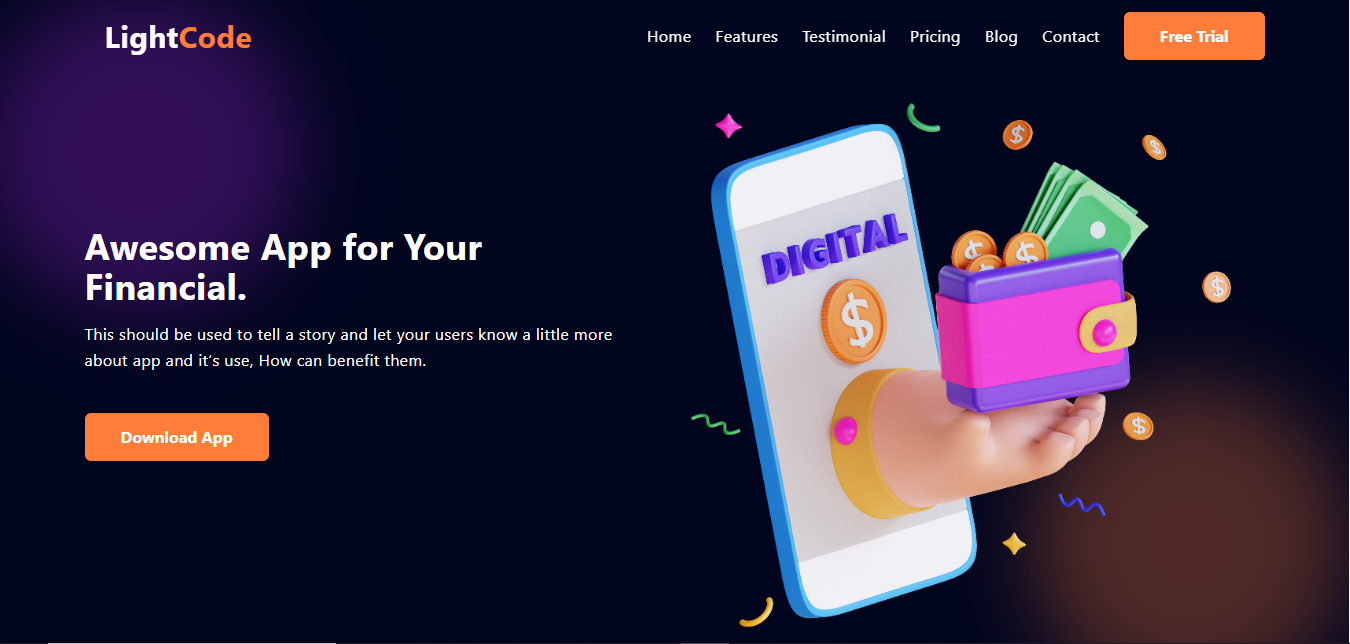 LightCode
Home Features Testimonial Pricing Blog Contact Free Trial
DIGITAL
$
Awesome App for Your
Financial.
This should be used to tell a story and let your users know a little more
about app and it's use, How can benefit them.
Download App